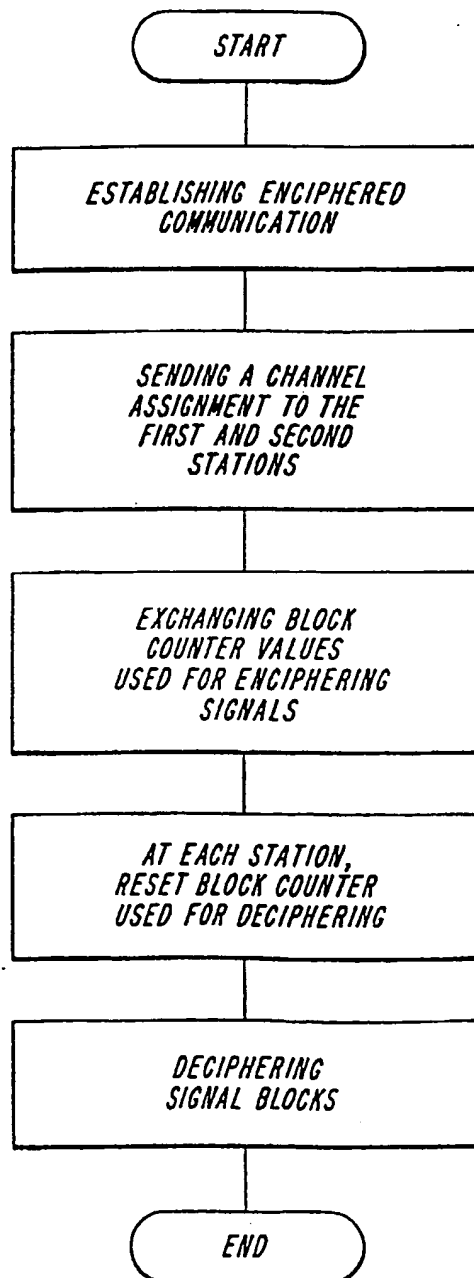 START
ESTABLISHING ENCIPHERED
COMMUNICATION
SENDING A CHANNEL
ASSIGNMENT TO THE
FIRST AND SECOND
STATIONS
EXCHANGING BLOCK
COUNTER VALUES
USED FOR ENCIPHERING
SIGNALS
AT EACH STATION,
RESET BLOCK COUNTER
USED FOR DECIPHERING
DECIPHERING
SIGNAL BLOCKS
END